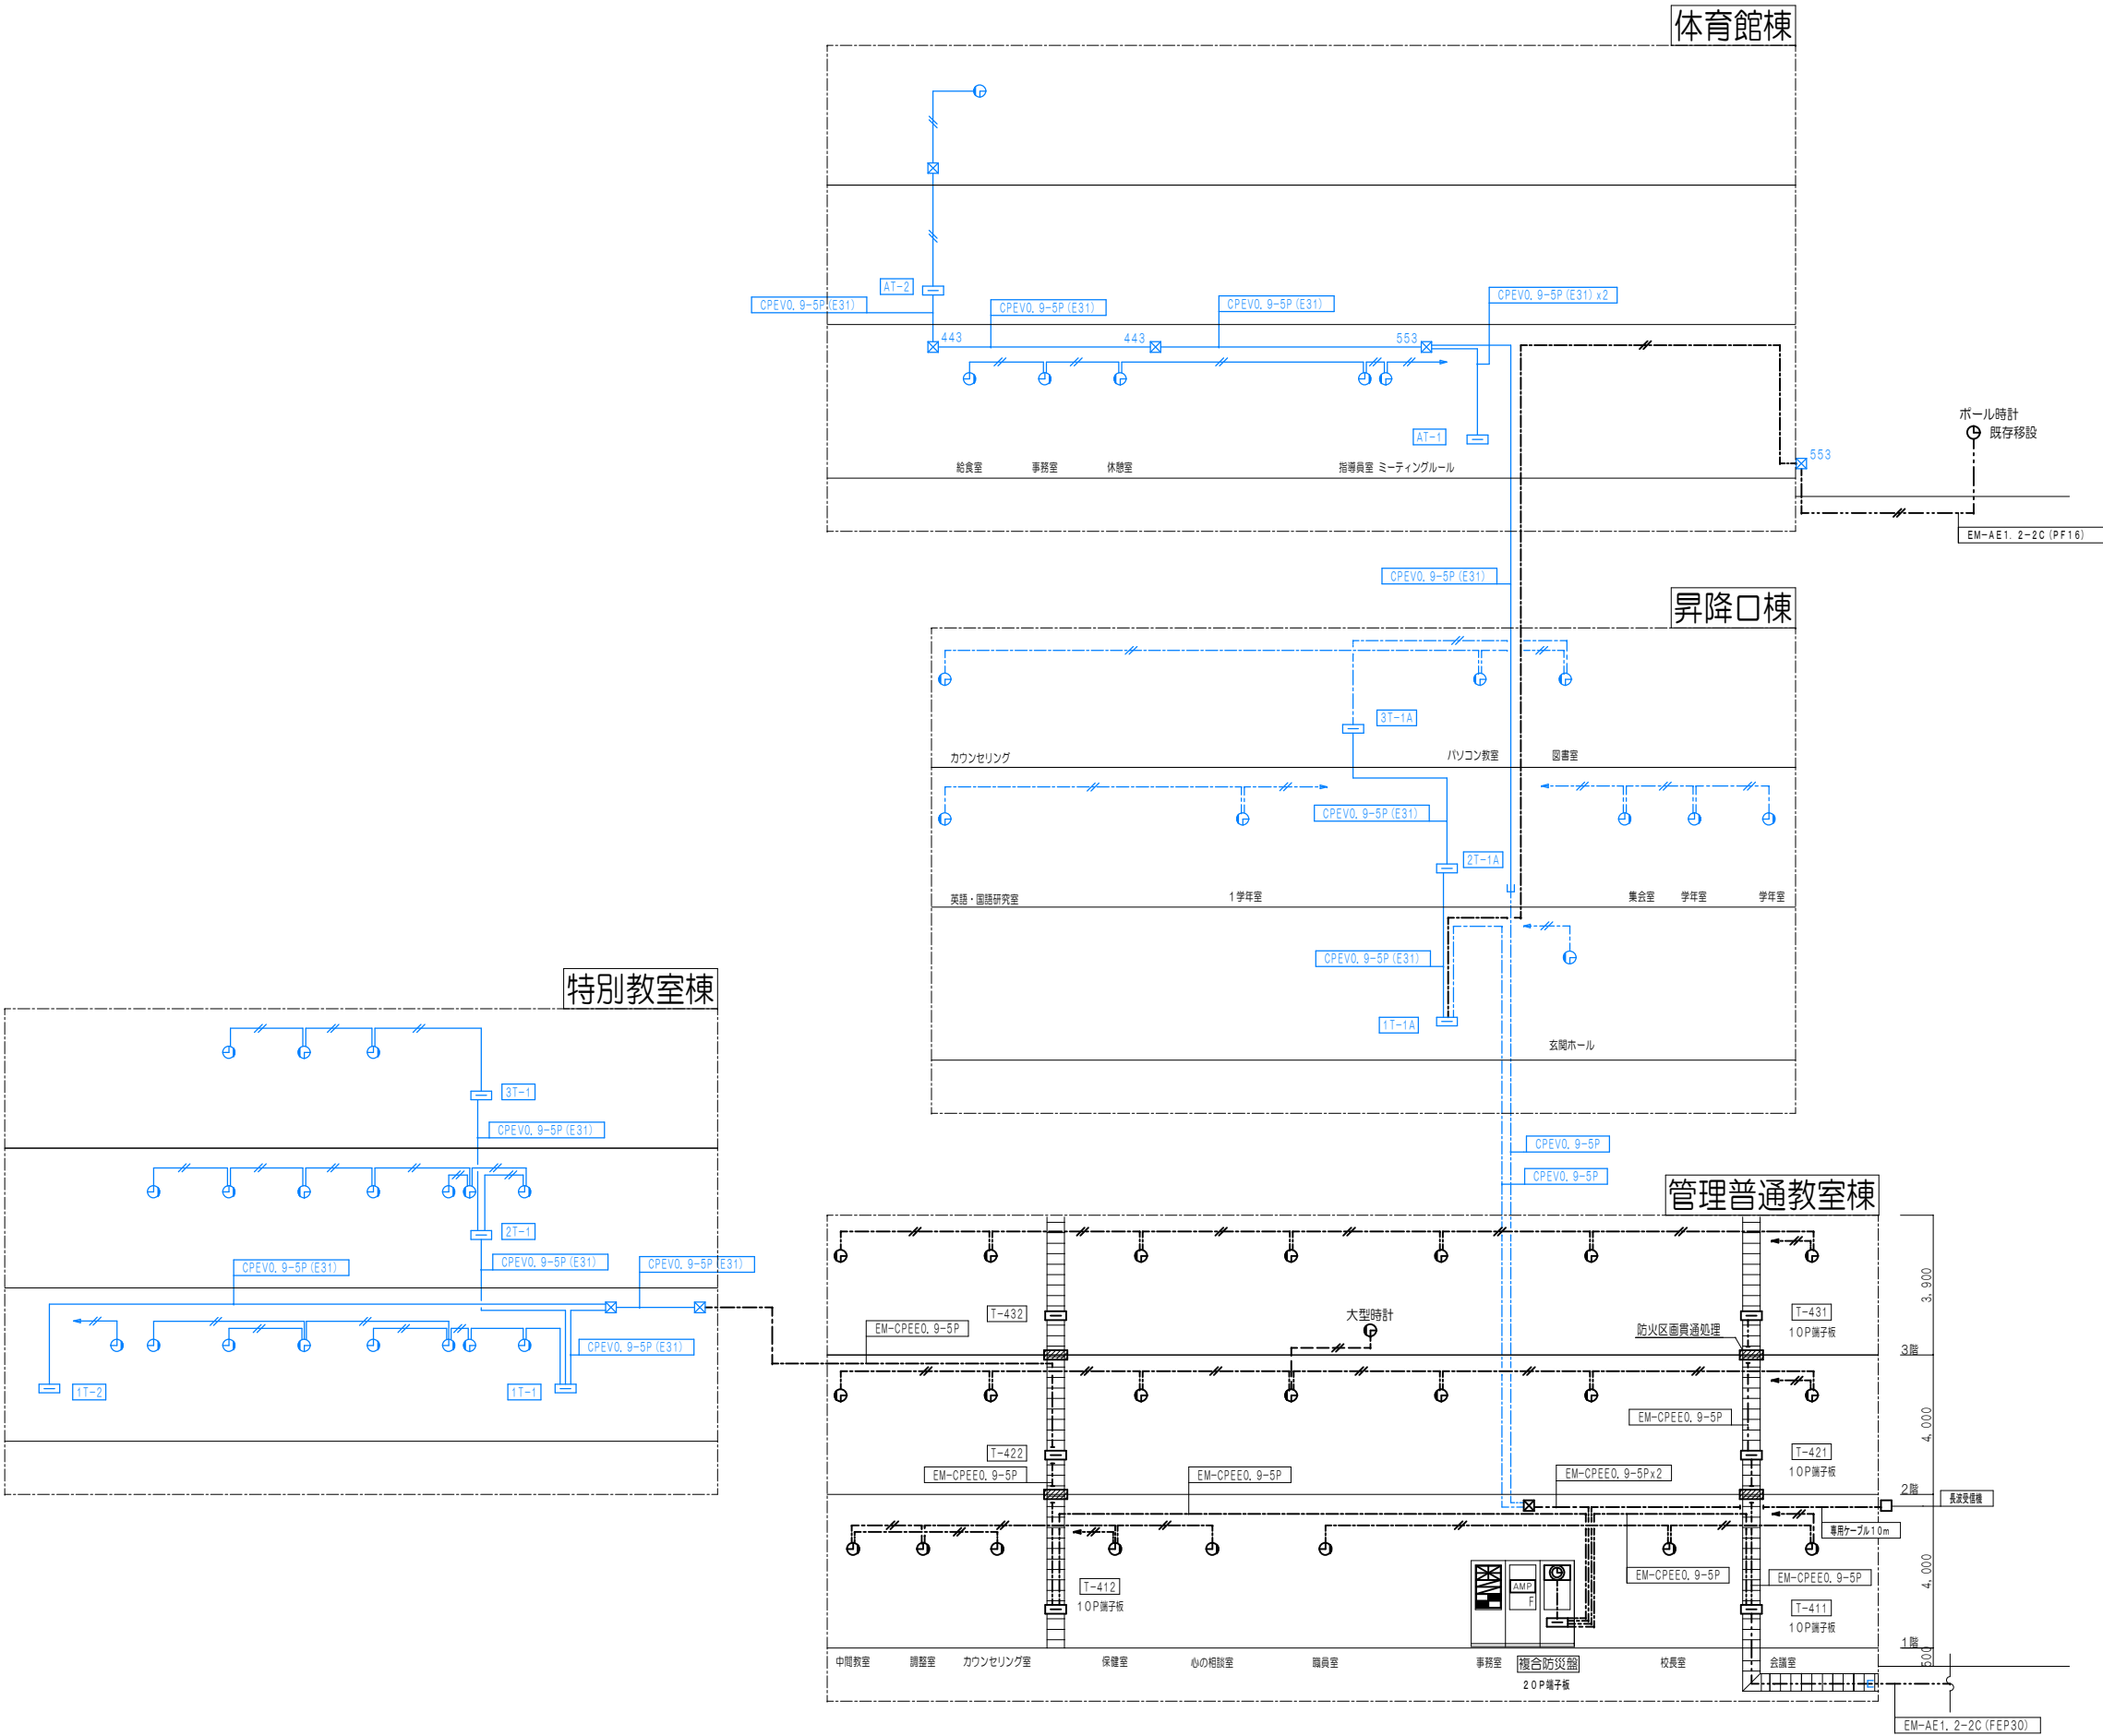 体育館棟
AT-2
CPEV0.9-5P(E31)
CPEV0.9-5P(E31)
CPEV0.9-5P(E31)
CPEV0.9-5P(E31)x2
443
443
553
AT-1
給食室
事務室
休憩室
指導員室
ミーティングルール
553
ポール時計
既存移設
EM-AE1.2-2C(PF16)
CPEV0.9-5P(E31)
昇降口棟
3T-1A
カウンセリング
パソコン教室
図書室
CPEV0.9-5P(E31)
2T-1A
英語・国語研究室
1学年室
集会室
学年室
学年室
CPEV0.9-5P(E31)
1T-1A
玄関ホール
特別教室棟
3T-1
CPEV0.9-5P(E31)
2T-1
CPEV0.9-5P(E31)
CPEV0.9-5P(E31)
CPEV0.9-5P(E31)
CPEV0.9-5P(E31)
1T-2
1T-1
CPEV0.9-5P
CPEV0.9-5P
管理普通教室棟
T-432
大型時計
T-431
10P端子板
EM-CPEE0.9-5P
防火区画貫通処理
3,900
3階
EM-CPEE0.9-5P
T-422
T-421
10P端子板
4,000
EM-CPEE0.9-5P
EM-CPEE0.9-5P
EM-CPEE0.9-5Px2
2階
長波受信機
専用ケーブル10m
EM-CPEE0.9-5P
EM-CPEE0.9-5P
T-412
10P端子板
AMP
F
T-411
10P端子板
4,000
1階
600
中間教室
調整室
カウンセリング室
保健室
心の相談室
職員室
事務室
複合防災盤
20P端子板
校長室
会議室
EM-AE1.2-2C(FEP30)